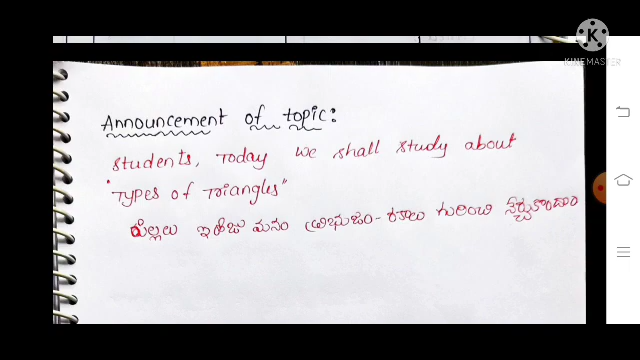 KINEMASTER
Announcement of topic:
Students, Today we shall study about
"Types of Triangles"
పిల్లలు ఈరోజు మనం త్రిభుజం - రకాలు గురించి నేర్చుకొందాం